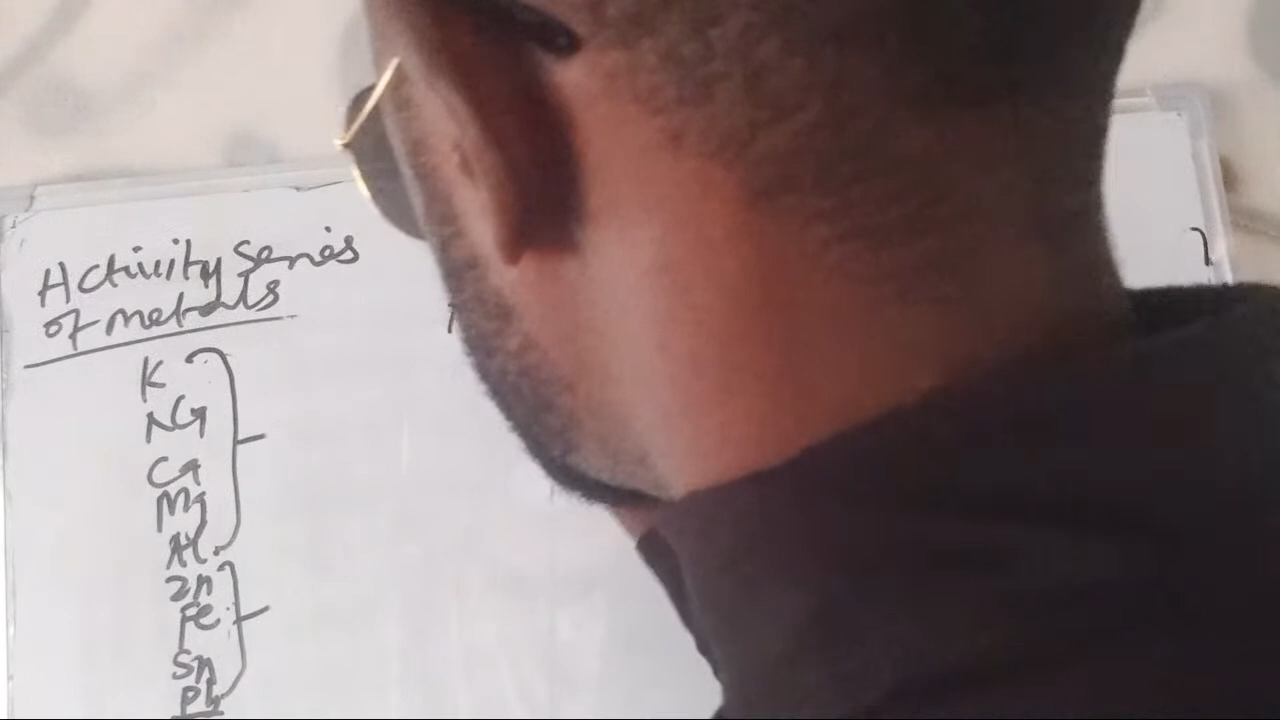 Activity Series
of metals
K
Na
Ca
Mg
Al
Zn
Fe
Sn
Pb